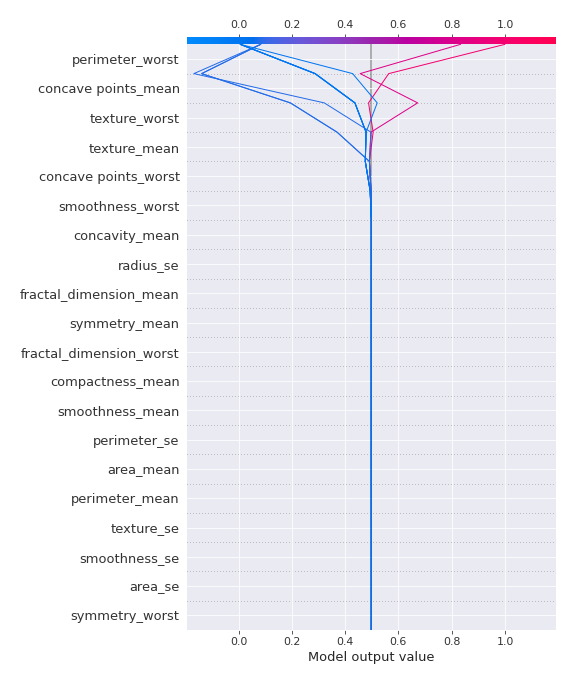 0.0 0.2 0.4 0.6 0.8 1.0
perimeter_worst
concave points_mean
texture_worst
texture_mean
concave points_worst
smoothness_worst
concavity_mean
radius_se
fractal_dimension_mean
symmetry_mean
fractal_dimension_worst
compactness_mean
smoothness_mean
perimeter_se
area_mean
perimeter_mean
texture_se
smoothness_se
area_se
symmetry_worst
0.0 0.2 0.4 0.6 0.8 1.0
Model output value